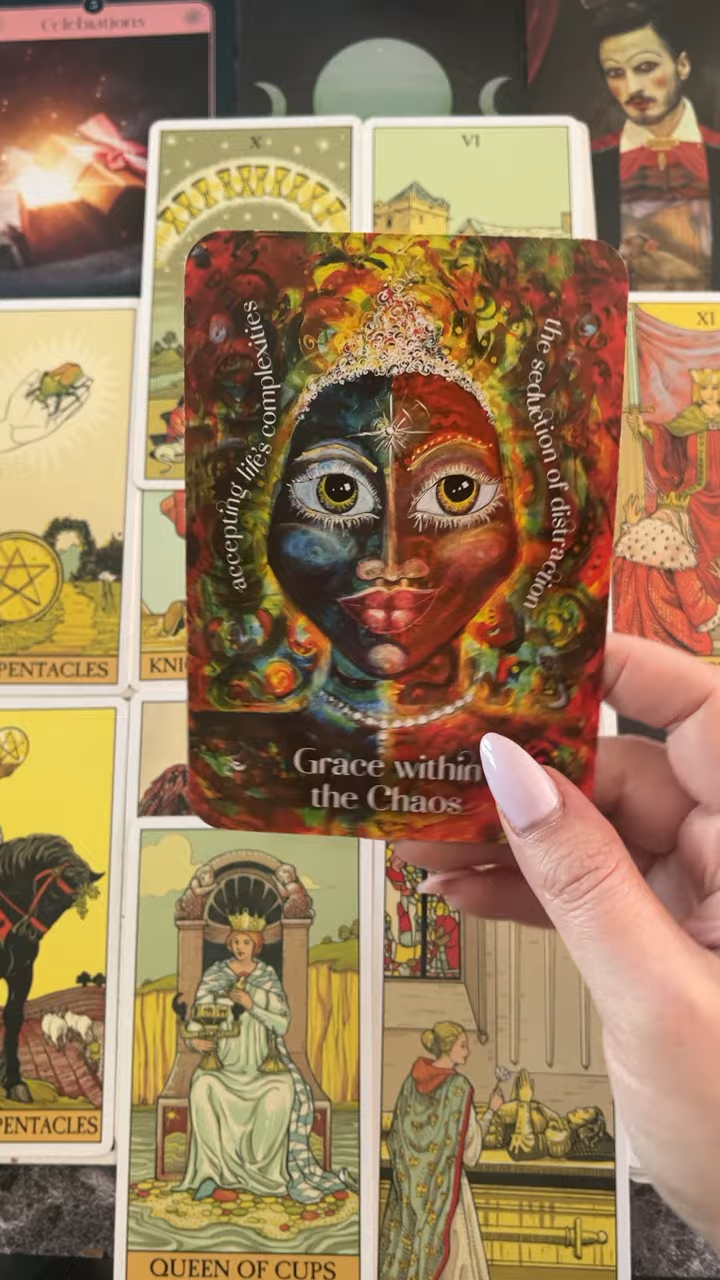 Celebrations
X
VI
XI
accepting life's complexities
the seduction of distraction
PENTACLES
KNI
Grace within
the Chaos
PENTACLES
QUEEN OF CUPS